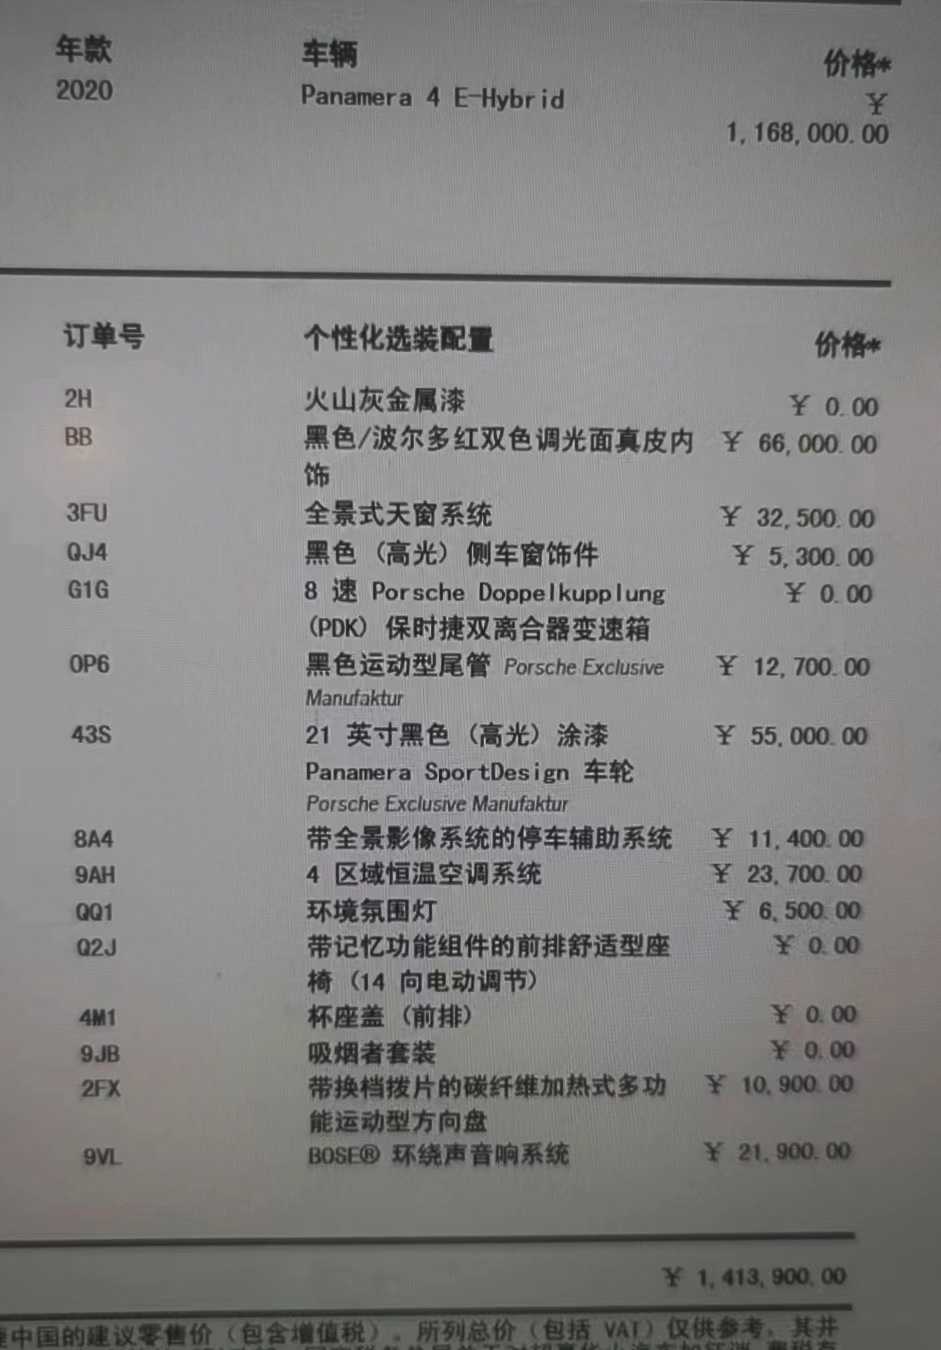 年款 车辆 价格*
2020 Panamera 4 E-Hybrid ¥
1,168,000.00
订单号 个性化选装配置 价格*
2H 火山灰金属漆 ¥ 0.00
BB 黑色/波尔多红双色调光面真皮内 ¥ 66,000.00
饰
3FU 全景式天窗系统 ¥ 32,500.00
QJ4 黑色（高光）侧车窗饰件 ¥ 5,300.00
G1G 8 速 Porsche Doppelkupplung ¥ 0.00
(PDK) 保时捷双离合器变速箱
0P6 黑色运动型尾管 Porsche Exclusive ¥ 12,700.00
Manufaktur
43S 21 英寸黑色（高光）涂漆 ¥ 55,000.00
Panamera SportDesign 车轮
Porsche Exclusive Manufaktur
8A4 带全景影像系统的停车辅助系统 ¥ 11,400.00
9AH 4 区域恒温空调系统 ¥ 23,700.00
QQ1 环境氛围灯 ¥ 6,500.00
Q2J 带记忆功能组件的前排舒适型座 ¥ 0.00
椅（14 向电动调节）
4M1 杯座盖（前排） ¥ 0.00
9JB 吸烟者套装 ¥ 0.00
2FX 带换档拨片的碳纤维加热式多功 ¥ 10,900.00
能运动型方向盘
9VL BOSE® 环绕声音响系统 ¥ 21,900.00
¥ 1,413,900.00
捷中国的建议零售价（包含增值税）。所列总价（包括 VAT）仅供参考，其并